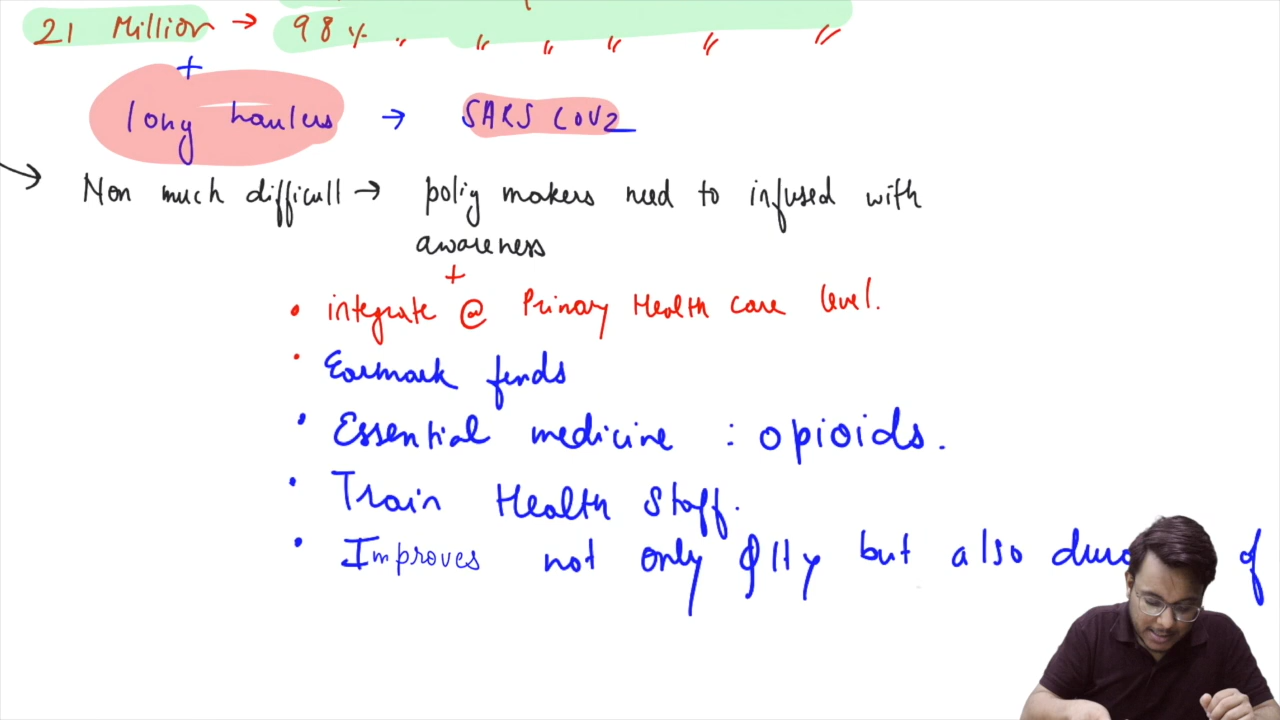 21 Million → 98 % " " " " " "
+
long haulers → SARS COV2
→ Non much difficult → policy makers need to infused with
awareness
+
• integrate @ Primary Health care level.
• Earmark funds
• Essential medicine : opioids.
• Train Health Staff.
• Improves not only Qlty but also of